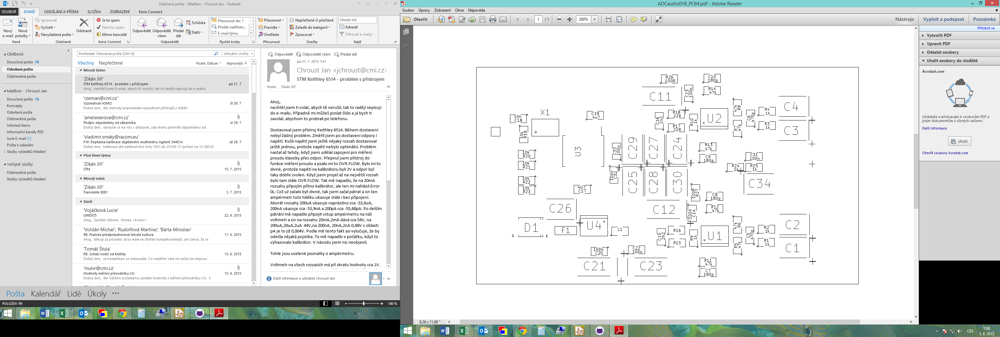 Odeslaná pošta – Mailbox - Chroust Jan - Outlook
SOUBOR DOMŮ ODESÍLÁNÍ A PŘÍJEM SLOŽKA ZOBRAZENÍ Kerio Connect
Nový e-mail
Nové položky
Nové
Ignorovat
Vyčistit
Nevyžádaná pošta
Odstranit
Odstranit
Je to spam
Není to spam
Mimo kancelář
Kerio Connect
Odpovědět
Odpovědět všem
Předat dál
Schůzka
Další
Odpovědět
Přesunout do: ?
Předat nadřízen...
E-mail týmu
Rychlé kroky
Přesunout
Pravidla
OneNote
Přesunout
Nepřečtené či přečtené
Zařadit do kategorií
Zpracovat
Značky
Hledat lidi
Adresář
Filtrovat e-maily
Najít
Oblíbené
Doručená pošta 16
Odeslaná pošta
Odstraněná pošta
Mailbox - Chroust Jan
Doručená pošta 16
Koncepty
Odeslaná pošta
Odstraněná pošta
Infected Items
Informační kanály RSS
Junk E-mail [1]
Pošta k odeslání
Složky výsledků hledání
Veřejné složky
Odstraněná pošta
Složky výsledků hledání
Prohledat: Odeslaná pošta (Ctrl+E) Aktuální složka
Všechny Nepřečtené Podle: Datum Nejnovější
Minulý týden
'Zikán Jiří'
STM Keithley 6514 - problém s přístrojem pá 31. 7
Ahoj, nechtěl jsem ti volat, abych tě nerušil, tak to raději sepisuji do e-mailu.
'rzeman@cmi.cz'
Vyzvednutí ASMO čt 30. 7
Dobrý den, dle dohody připomínám vyzvednutí přístrojů z ASMA.
'ameixnerova@cmi.cz'
Podpis objednávky od zákazníka st 29. 7
Dobrý den, obracím se na Vás s dotazem, zda mohu potvrdit objednávku od
'vladimir.srnsky@racom.eu'
FW: Poptavka kalibrace digitalniho multimetru Agilent 34401A út 28. 7
Dobrý den, kalibrace dle kalibračního listu 1031-KL-20149-13 vychází na 12 380 Kč
Před třemi týdny
'Zikán Jiří'
STM 15. 7. 2015
Minulý měsíc
'Zikán Jiří'
Transmille 8081 3. 7. 2015
Starší
'Vojáčková Lucie'
UNIDOS 22. 6. 2015
Ahoj, Zasílám slíbené. Honza <konec>
'Voldán Michal'; 'Rudolfová Martina'; 'Bárta Miroslav'
RE: Pražská předprázdninová tekutá kultura 17. 6. 2015
Ahoj, děkuji za pozvání. Já to mám ve čtvrtek komplikovanější, ale šance, že se
'Tomáš Štula'
RE: Schází vodič od Keithly 15. 6. 2015
Dobrý den, za komplikaci se omlouvám. Co nejdříve Vám ho zašlu na stejnou
'mulvr@cmi.cz'
Hodnoty měření převodníku I/U 15. 6. 2015
Dobrý den, dle Vašeho požadavku zasílám hodnoty z měření převodníku I/U. S
Odpovědět Odpovědět všem Předat dál
pá 31. 7. 2015 7:41
Chroust Jan <jchroust@cmi.cz>
STM Keithley 6514 - problém s přístrojem
Komu 'Zikán Jiří'
Ahoj,
nechtěl jsem ti volat, abych tě nerušil, tak to raději sepisuji
do e-mailu. Případně mi můžeš poslat číslo a já bych ti
zavolal, abychom to probrali po telefonu.
Dostavoval jsem přístroj Keithley 6514. Během dostavení
nebyl žádný problém. Změřil jsem po dostavení odpory i
napětí. Kvůli napětí jsem ještě nějaký rozsah dostavoval
ještě jednou, protože napětí nebylo optimální. Problém
nastal až tehdy, když jsem udělal zapojení pro měření
proudu klasicky přes odpor. Přepnul jsem přístroj do
funkce měření proudu a psalo mi to OVR.FLOW. Bylo mi to
divné, protože napětí na kalibrátoru byli 2V a odpor byl
taky dobře zvolen. Když jsem projel až na největší rozsah
bylo tam stále OVR.FLOW. Tak mě napadlo, že na 20mA
rozsahu připojím přímo kalibrátor, ale ten mi nahlásil Error
0L. Což už začalo být divné, tak jsem začal pátrat a on ten
ampérmetr tuto hlášku ukazuje stále i bez připojení.
Akorát rozsahy 200uA ukazuje naprázdno cca -53,6uA,
200nA ukazuje cca -53,9nA a 200pA cca -55,68pA. Po delším
pátrání mě napadlo připojit vstup ampérmetru na náš
voltmetr a on na rozsahu 20mA,2mA dává cca 54V, na
200uA,20uA,2uA 44V,na 200nA, 20nA,2nA 0,48V v oblasti
pA je to již 0,004V. Podle mě tento fakt asi vylučuje, že by
odešla nějaká pojistka. To mě napadlo v počátku, když to
vyhazovalo kalibrátor. V návodu jsem nic neobjevil.
Tohle jsou ucelené poznatky o ampérmetru.
Voltmetr na všech rozsazích má při zkratu hodnotu cca 1V.
Další informace o uživateli Chroust Jan
Pošta Kalendář Lidé Úkoly •••
POLOŽKY: 99 100 %
ADCaudio01B_PCB4.pdf - Adobe Reader
Soubor Úpravy Zobrazení Okna Nápověda
Otevřít 1 / 1 200% Nástroje Vyplnit a podepsat Poznámka
Přihlásit se
Vytvořit PDF
Upravit PDF
Odeslat soubory
Uložit soubory do úložiště
Acrobat.com
Ukládejte a přistupujte k souborům PDF a
jiným dokumentům z různých zařízení.
Další informace
Uložit
Otevřít soubory Acrobat.com
R26 100R
C10 180p
C11
C13 100n
R14 47k
C4
47k R8
C6 470p
R4 1k
X1
10n C18
C19 4u7
C16 2n2
R18 22R
R10 1k
U2
R17 22R
R7 47k
R3 1k
C3
*
10k R19
U3
C33 100n
C29
C27
C24
R13 47k
10k R20
C9 180p
C31 100n
10k R21
R24 1k
R25 1k
100n C32
10k R22
C25
C28
C30
C34
10k R23
4U7 C17
100R R27
C8 180p
C26
C12
100n C14
R12 47k
D1
A K
F1
U4
L1
C15 2n2
R16
R9 1k
U1
47k R6
C5 470p
R2 1k
C2
R15
R5 47k
R1 1k
C1
100n C20
C22 100n
C21
C23
R11 47k
C7 180p
8,26 x 11,69 "
CES
7:08
3. 8. 2015